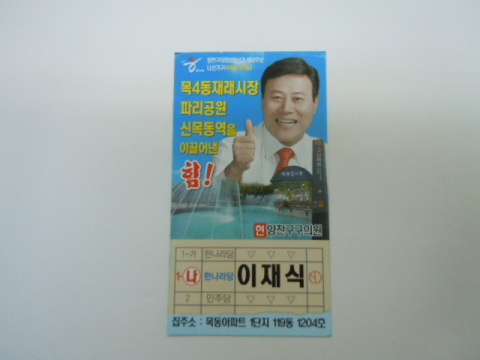 목4동재래시장
파리공원
신목동역을
이끌어낸
힘!
현 양천구구의원
1-가 한나라당
1-나 한나라당 이재식
2 민주당
집주소 : 목동아파트 1단지 119동 1204호